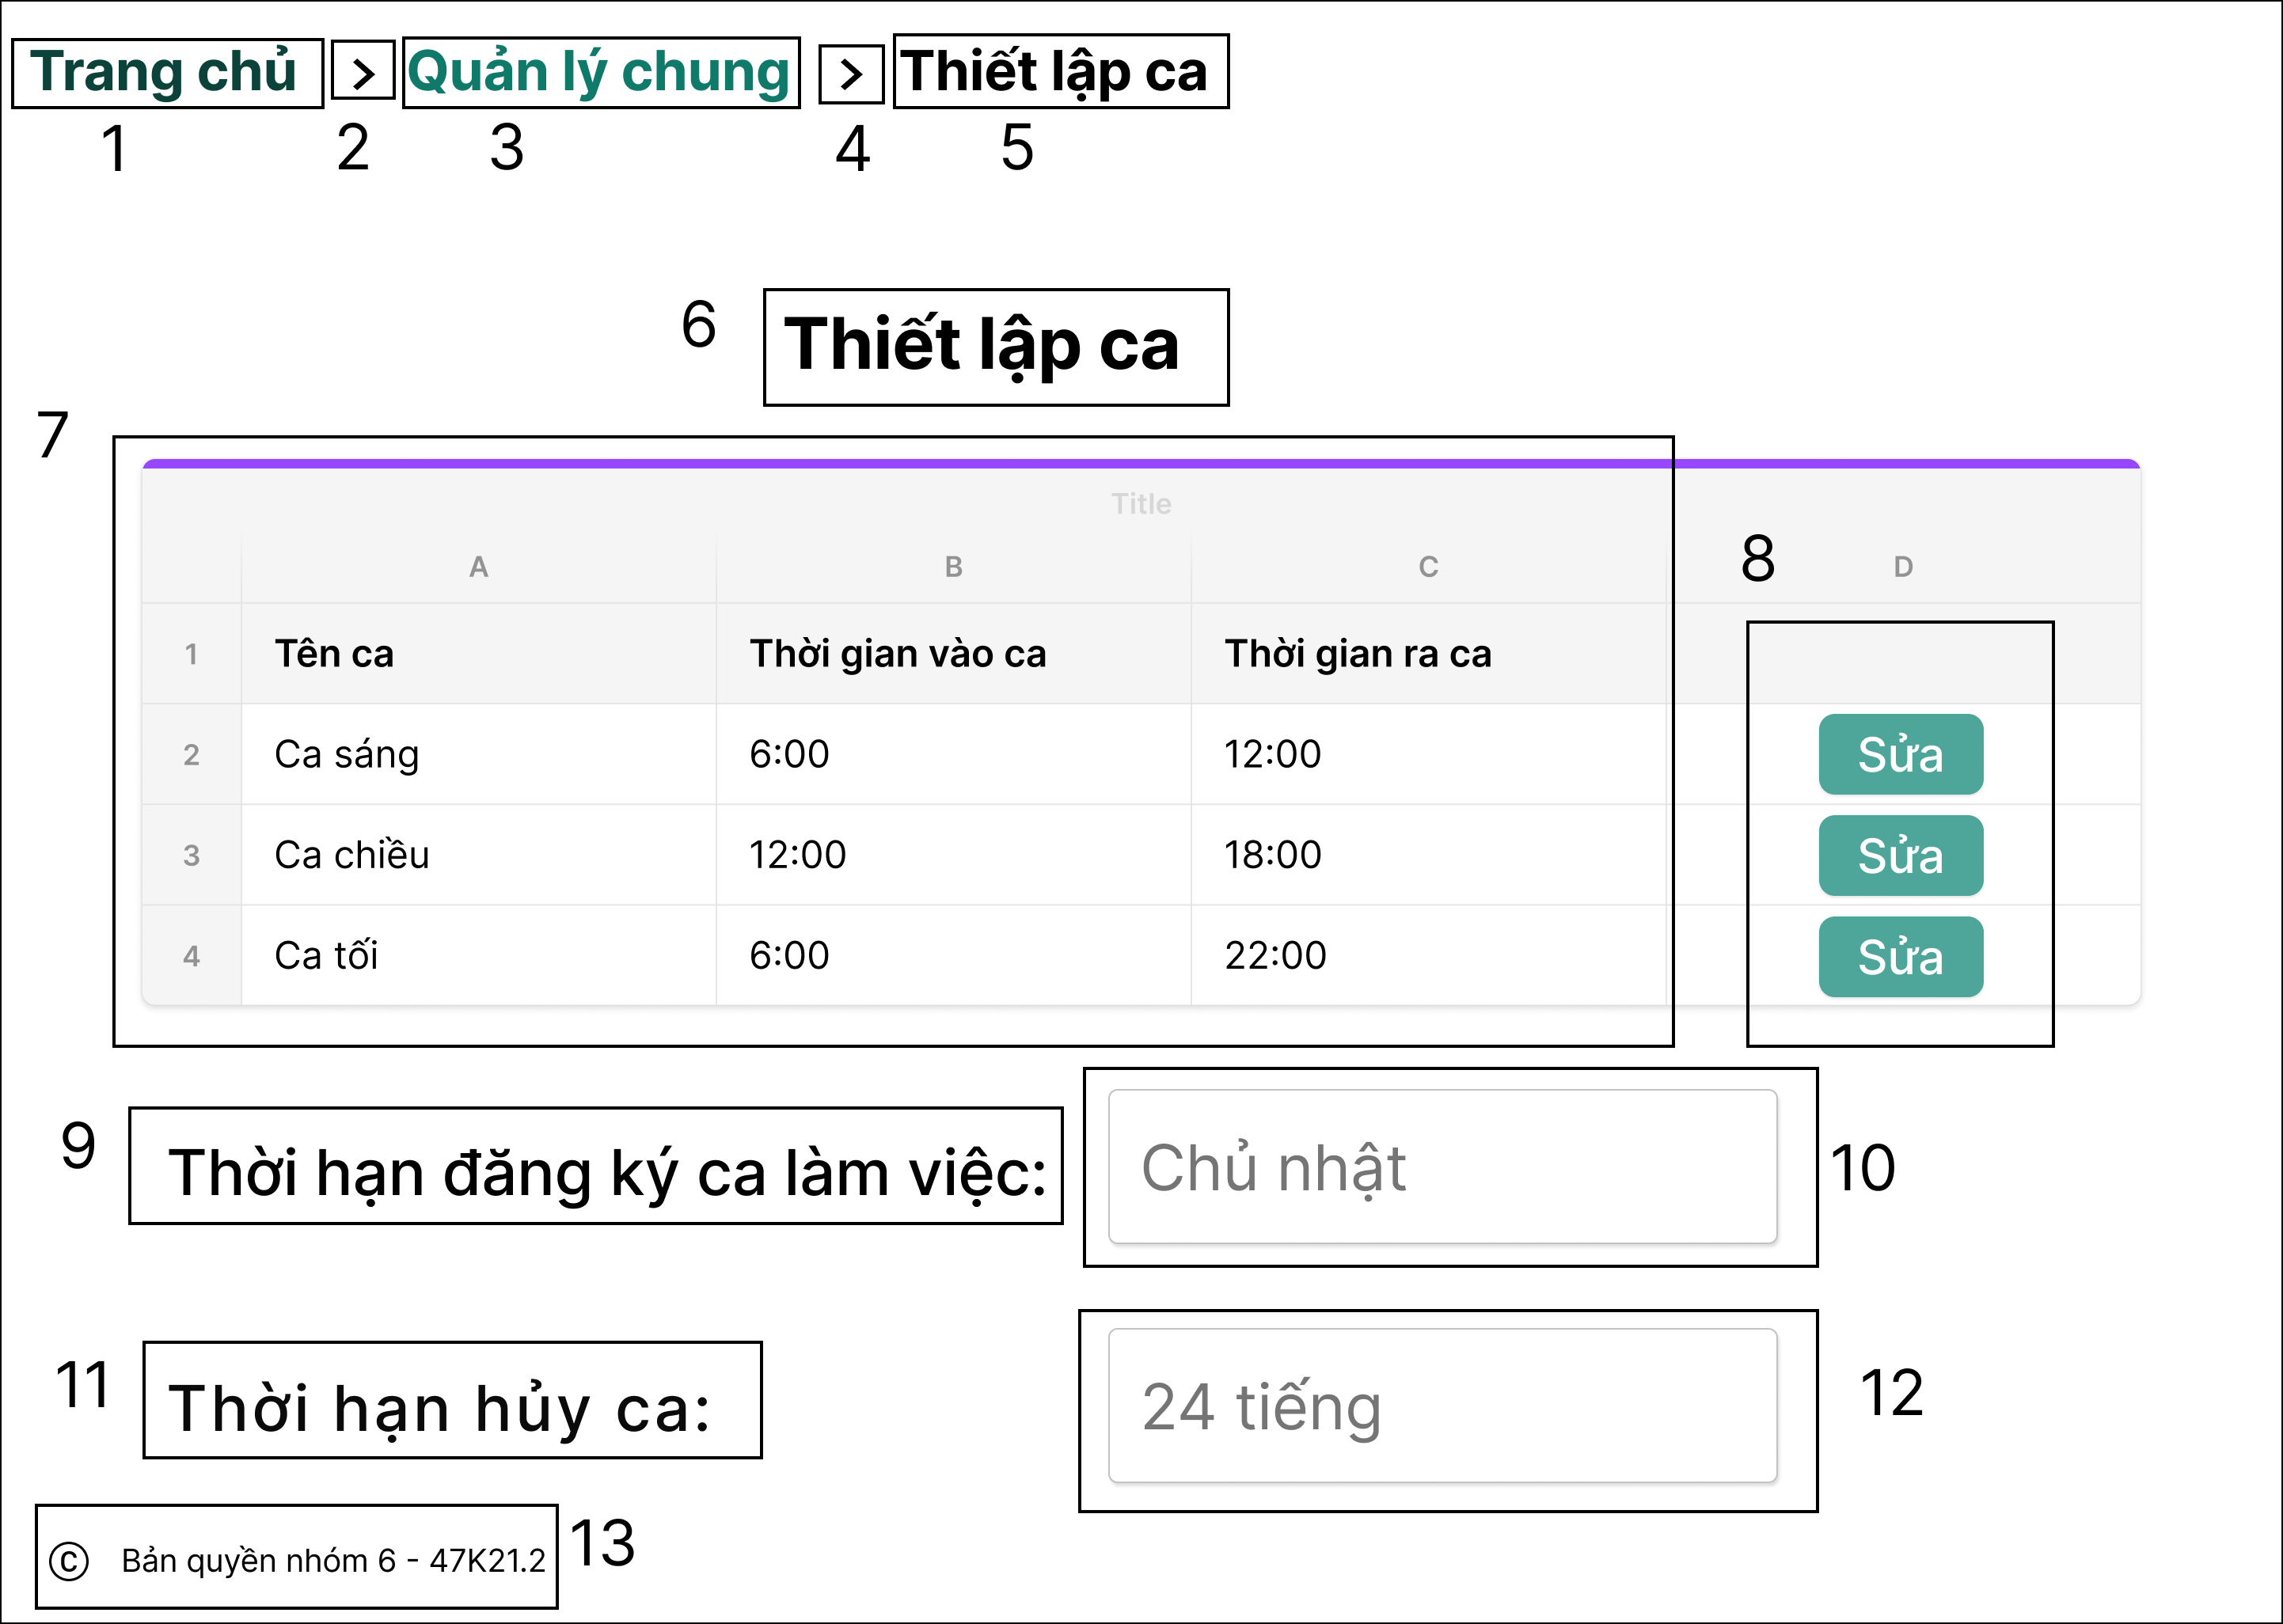 Trang chủ > Quản lý chung > Thiết lập ca
1 2 3 4 5
6 Thiết lập ca
7
Title
A B C 8 D
1 Tên ca Thời gian vào ca Thời gian ra ca
2 Ca sáng 6:00 12:00 Sửa
3 Ca chiều 12:00 18:00 Sửa
4 Ca tối 6:00 22:00 Sửa
9 Thời hạn đăng ký ca làm việc: Chủ nhật 10
11 Thời hạn hủy ca: 24 tiếng 12
© Bản quyền nhóm 6 - 47K21.2 13